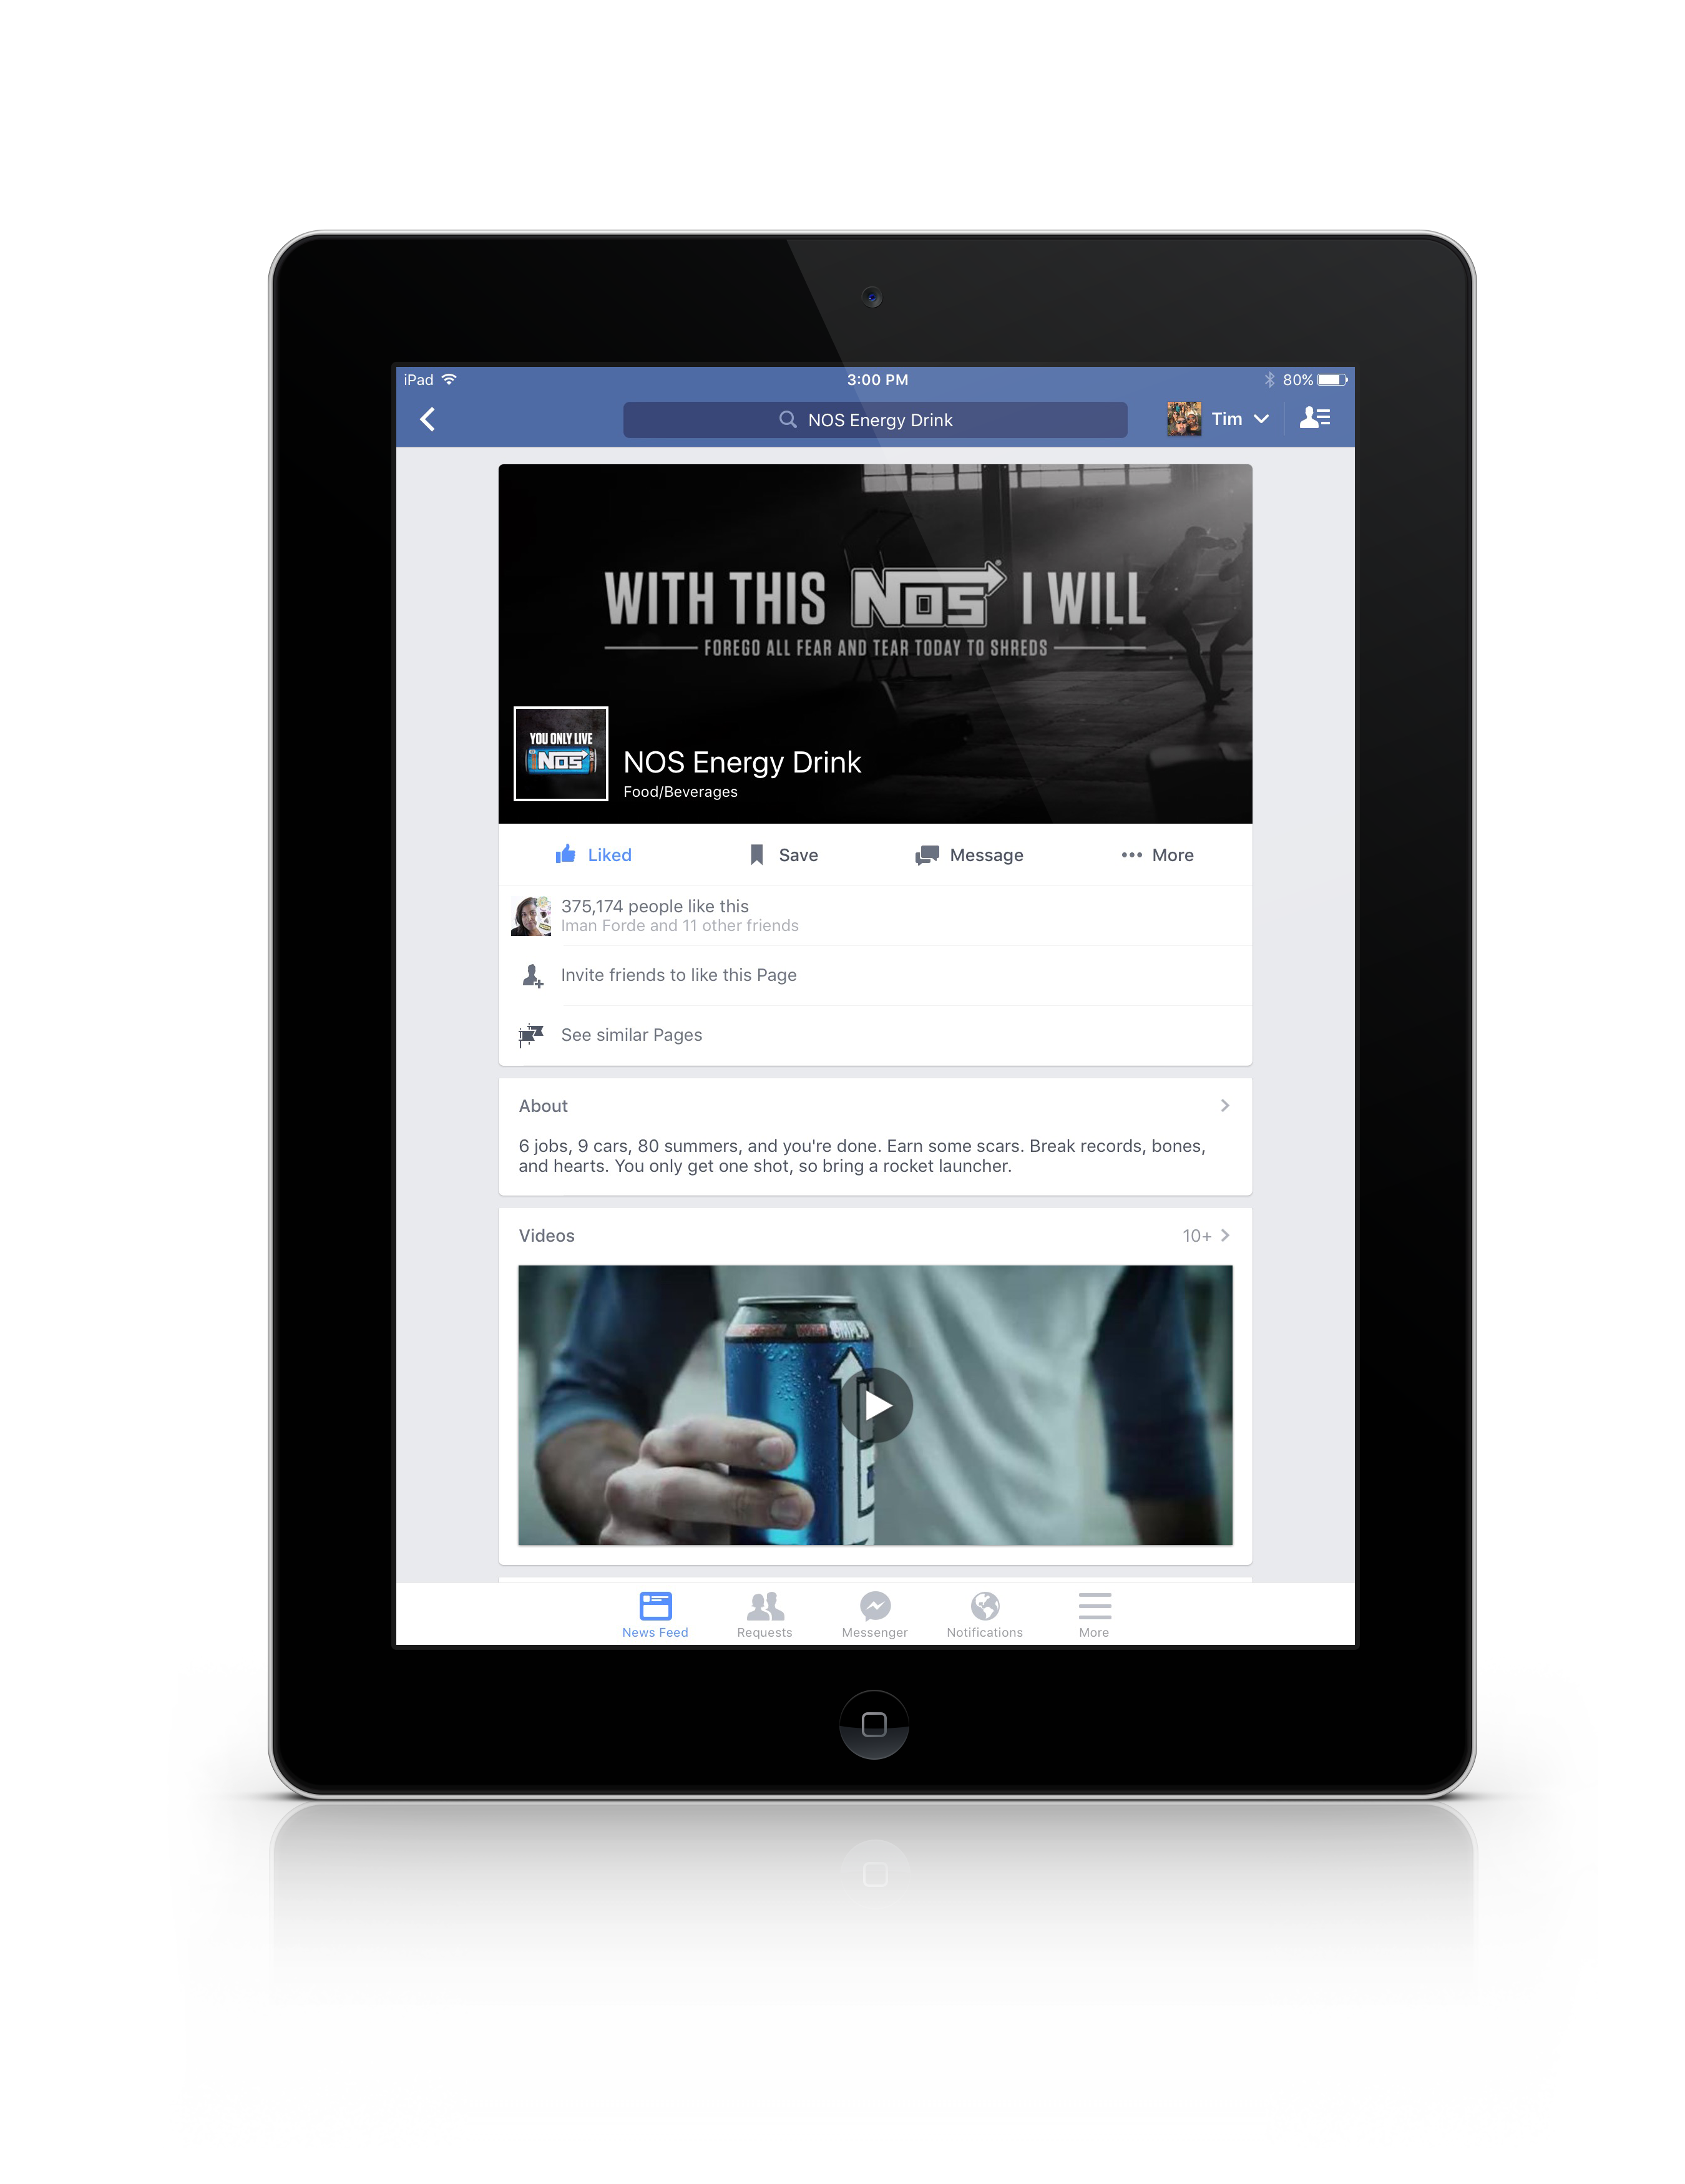 iPad 3:00 PM 80%
NOS Energy Drink Tim
WITH THIS NOS® I WILL
FOREGO ALL FEAR AND TEAR TODAY TO SHREDS
YOU ONLY LIVE
NOS
NOS Energy Drink
Food/Beverages
Liked Save Message More
375,174 people like this
Iman Forde and 11 other friends
Invite friends to like this Page
See similar Pages
About
6 jobs, 9 cars, 80 summers, and you're done. Earn some scars. Break records, bones,
and hearts. You only get one shot, so bring a rocket launcher.
Videos 10+
News Feed Requests Messenger Notifications More